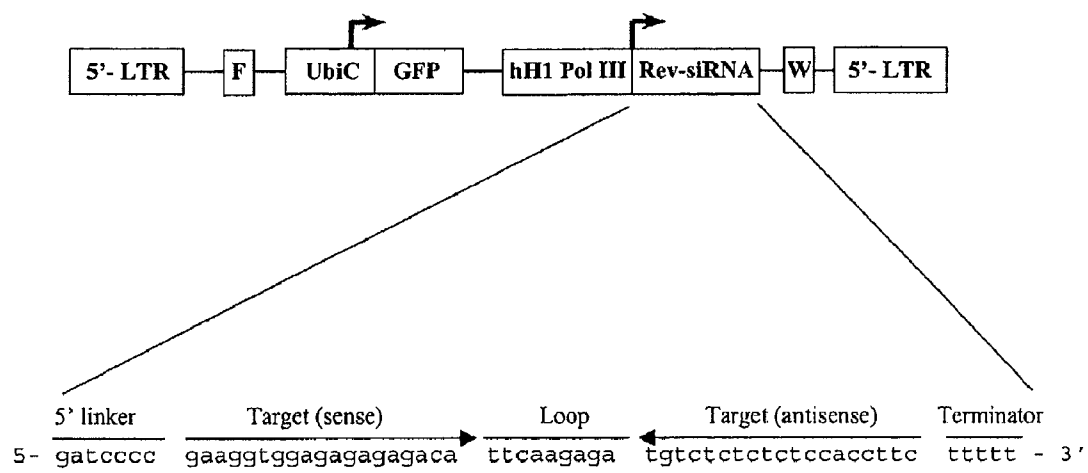 5'- LTR F UbiC GFP hH1 Pol III Rev-siRNA W 5'- LTR
5' linker Target (sense) Loop Target (antisense) Terminator
5- gatcccc gaaggtggagagagagaca ttcaagaga tgtctctctctccaccttc ttttt - 3'